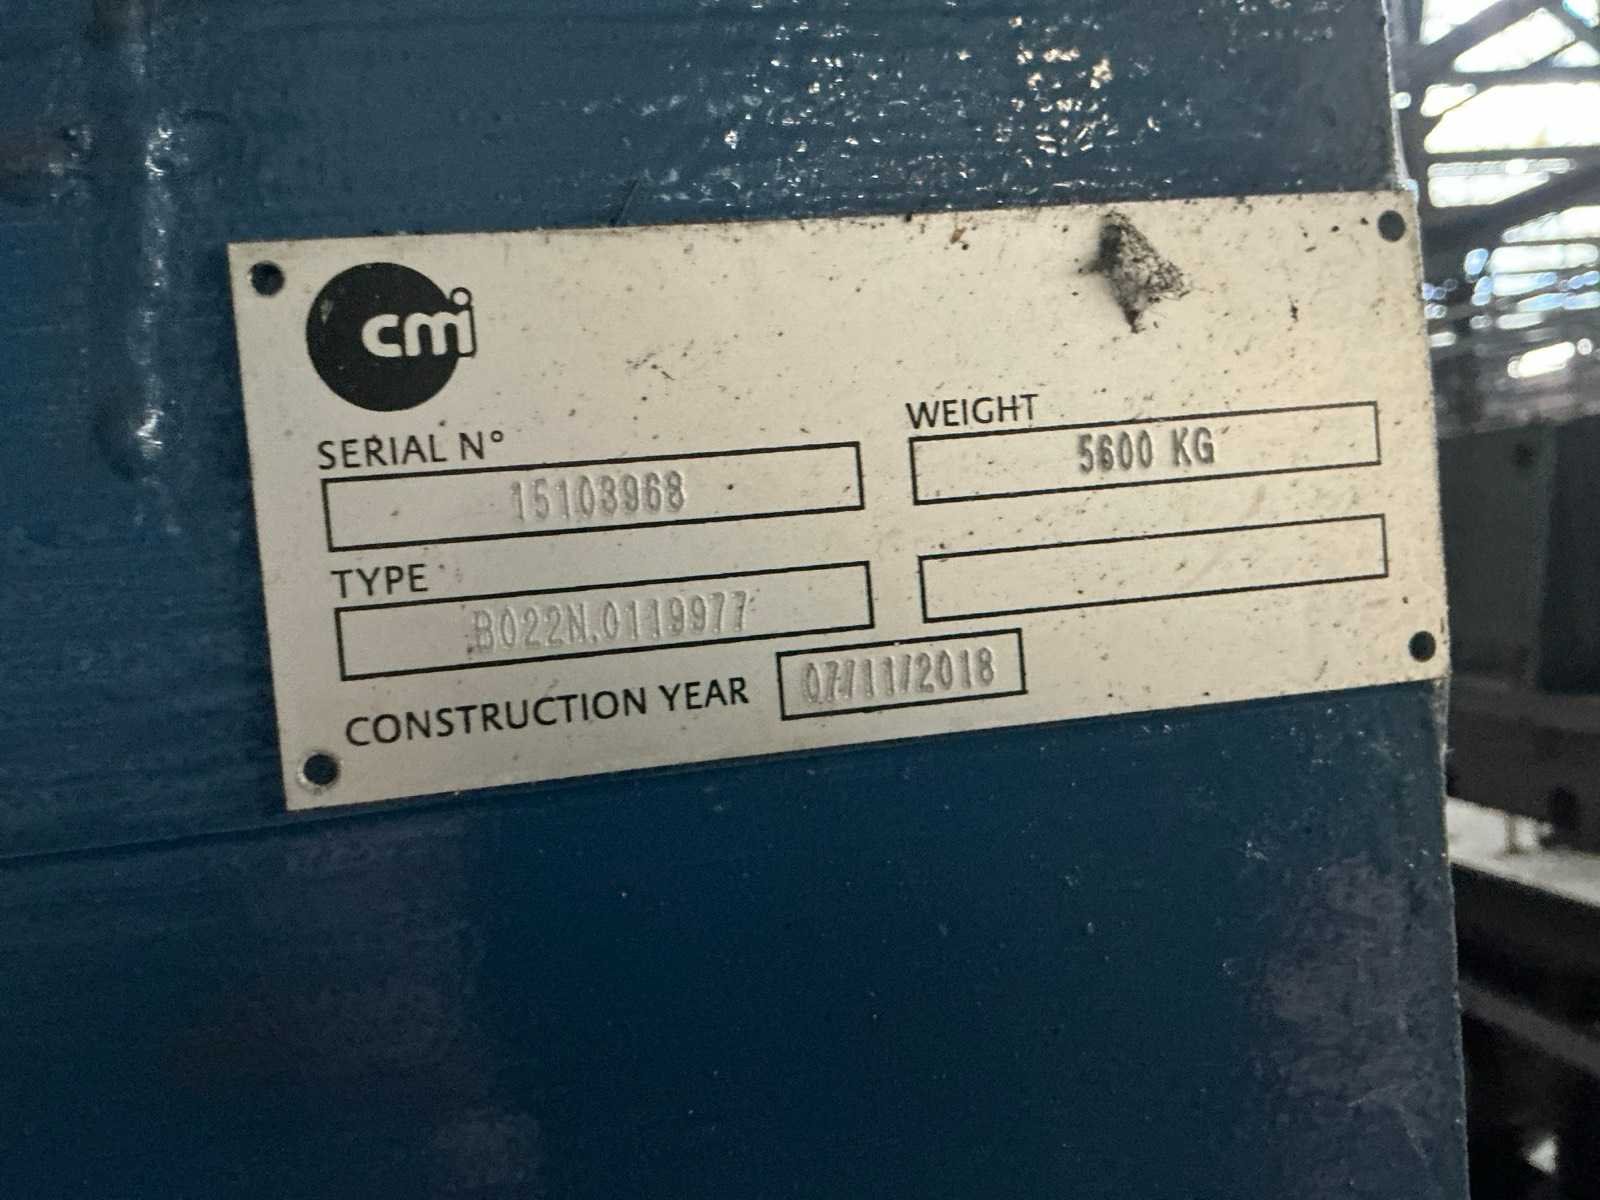 cmi
SERIAL N°
15103968
WEIGHT
5600 KG
TYPE
B022N.0119977
CONSTRUCTION YEAR 07/11/2018